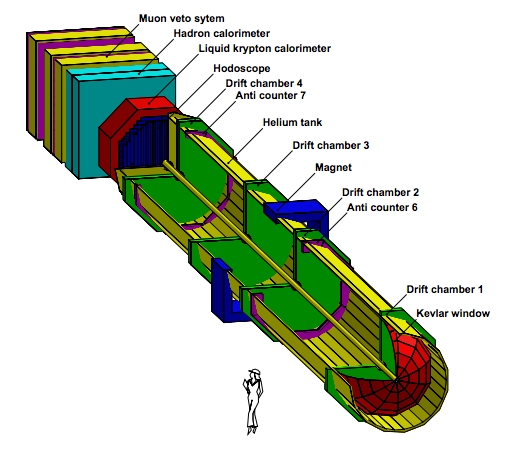 Muon veto sytem
Hadron calorimeter
Liquid krypton calorimeter
Hodoscope
Drift chamber 4
Anti counter 7
Helium tank
Drift chamber 3
Magnet
Drift chamber 2
Anti counter 6
Drift chamber 1
Kevlar window